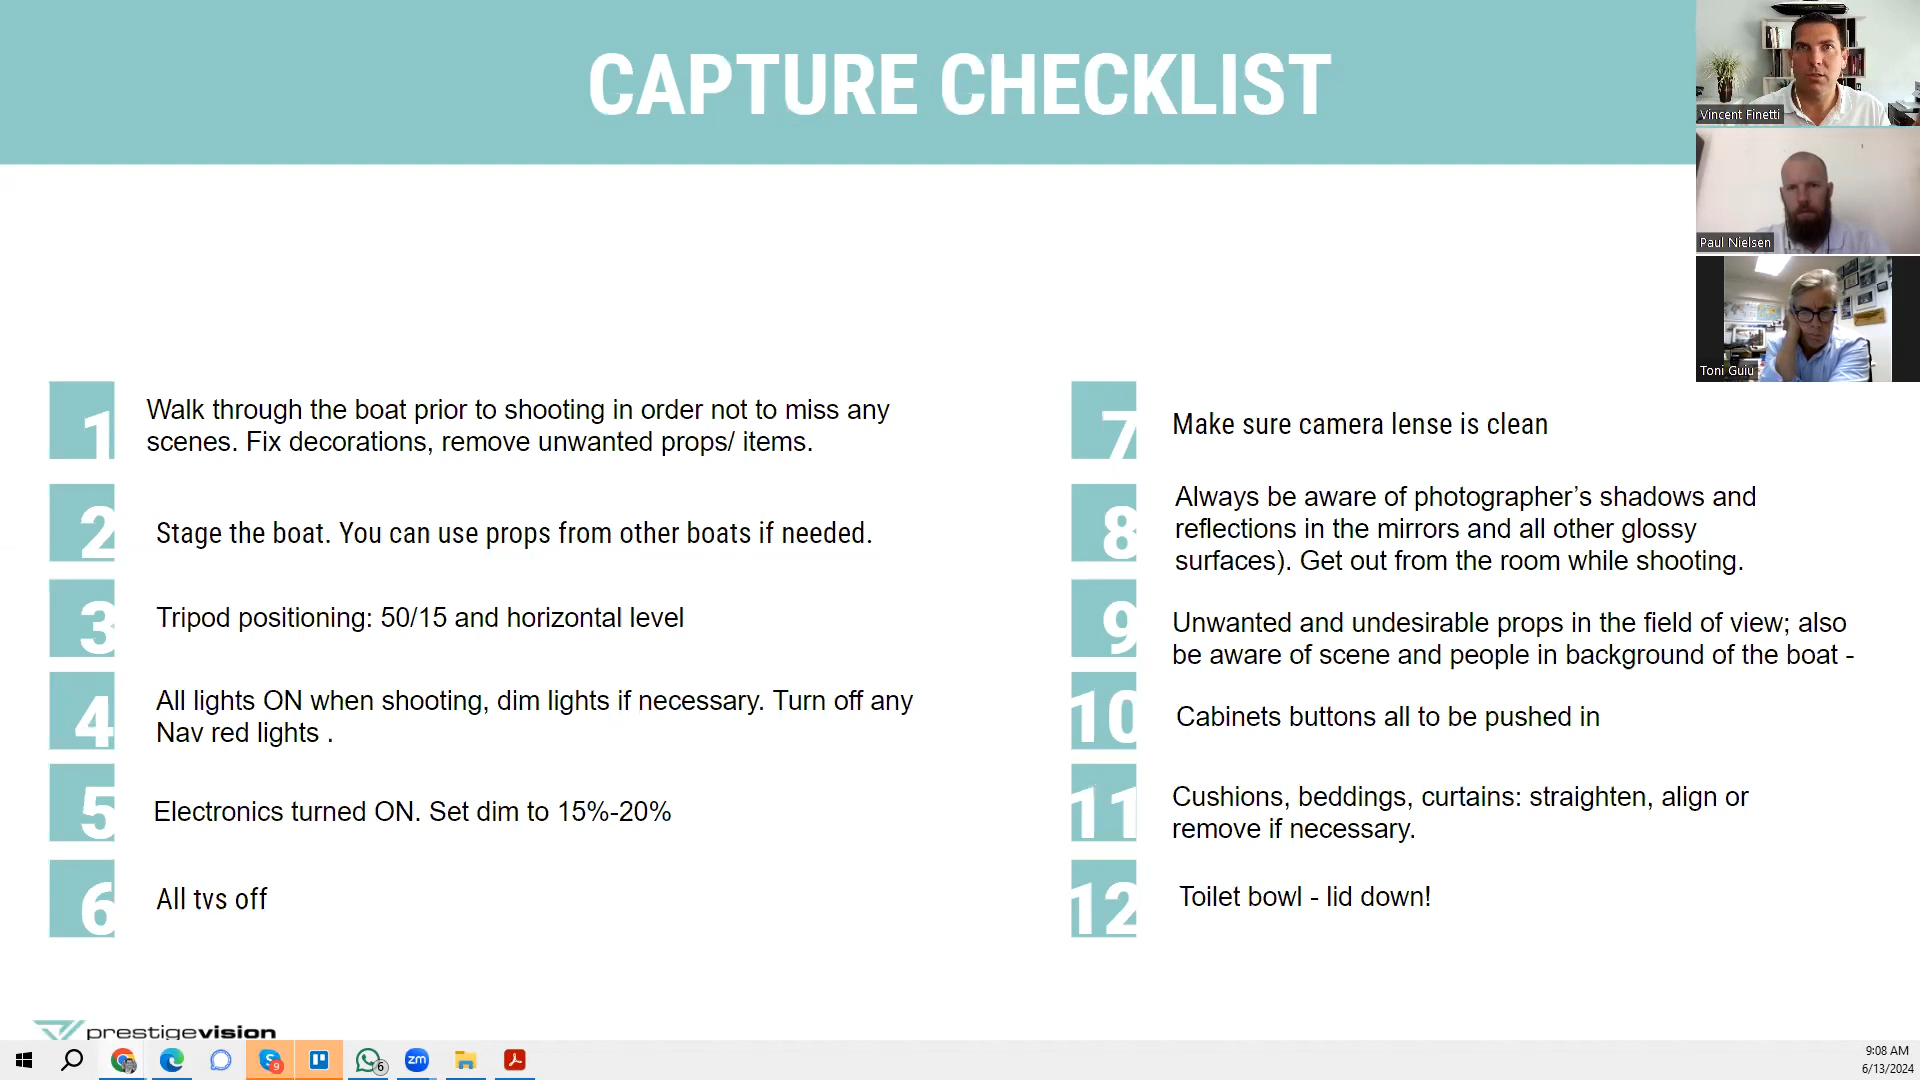 CAPTURE CHECKLIST
Vincent Finetti
Paul Nielsen
Toni Guiu
1
Walk through the boat prior to shooting in order not to miss any
scenes. Fix decorations, remove unwanted props/ items.
2
Stage the boat. You can use props from other boats if needed.
3
Tripod positioning: 50/15 and horizontal level
4
All lights ON when shooting, dim lights if necessary. Turn off any
Nav red lights .
5
Electronics turned ON. Set dim to 15%-20%
6
All tvs off
7
Make sure camera lense is clean
8
Always be aware of photographer’s shadows and
reflections in the mirrors and all other glossy
surfaces). Get out from the room while shooting.
9
Unwanted and undesirable props in the field of view; also
be aware of scene and people in background of the boat -
10
Cabinets buttons all to be pushed in
11
Cushions, beddings, curtains: straighten, align or
remove if necessary.
12
Toilet bowl - lid down!
prestigevision
9
6
zm
9:08 AM
6/13/2024